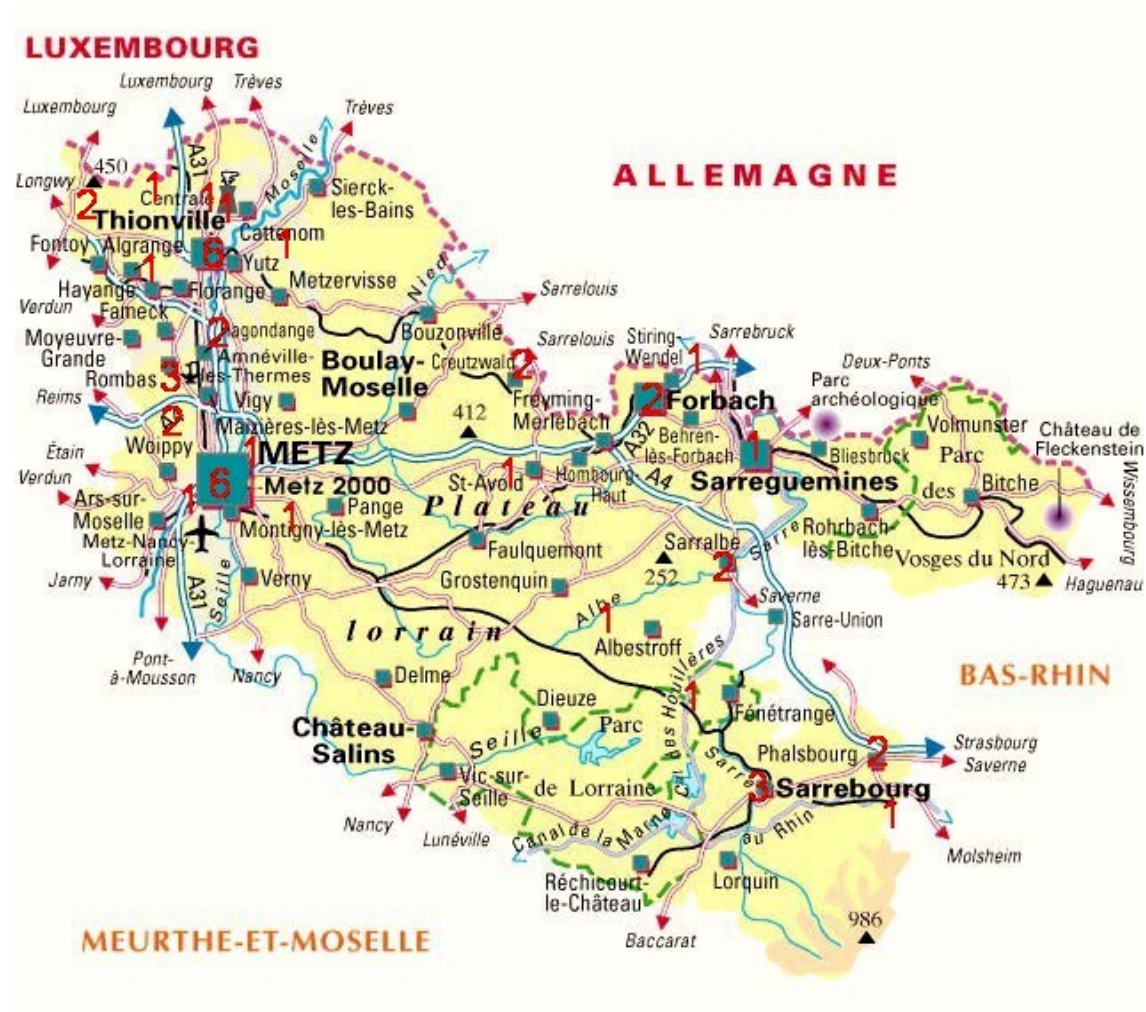 LUXEMBOURG
Luxembourg Trèves
Luxembourg
Trèves
A31
450
Moselle
ALLEMAGNE
Longwy
1
Centrale
1 1
Sierck-
les-Bains
2
Thionville
Cattenom
1
Fontoy Algrange
6
Yutz
1
Metzervisse
Nied
Hayange
Florange
Sarrelouis
Verdun
Fameck
Bouzonville
2
Hagondange
Moyeuvre-
Grande
Amnéville-
les-Thermes
Boulay-
Moselle
Creutzwald
Sarrelouis
2
Stiring-
Wendel
1
Sarrebruck
Deux-Ponts
Rombas
3
Parc
archéologique
Reims
A4
2
Vigy
Maizières-lès-Metz
412
Freyming-
Merlebach
2
Forbach
A32
Behren-
lès-Forbach
Volmunster
Château de
Fleckenstein
Woippy
1
METZ
Étain
Verdun
6
Metz 2000
St-Avold
1
Hombourg-
Haut
A4
1
Bliesbruck
Parc
Sarreguemines
des
Bitche
Wissembourg
Ars-sur-
Moselle
1
Pange
1
Montigny-lès-Metz
Plateau
Sarre
Rohrbach-
lès-Bitche
Metz-Nancy-
Lorraine
Faulquemont
Sarralbe
Vosges du Nord
Jarny
A31
Seille
Verny
Grostenquin
252
2
473
Haguenau
Saverne
Albe
1
Sarre-Union
lorrain
Albestroff
Pont-
à-Mousson
Nancy
Delme
Canal des Houillères
1
BAS-RHIN
Dieuze
Fénétrange
Château-
Salins
Seille
Parc
Phalsbourg
2
Strasbourg
Saverne
Vic-sur-
Seille
de Lorraine
Sarre
3
Sarrebourg
1
Nancy
Lunéville
Canal de la Marne
au Rhin
Molsheim
Réchicourt-
le-Château
Lorquin
986
MEURTHE-ET-MOSELLE
Baccarat